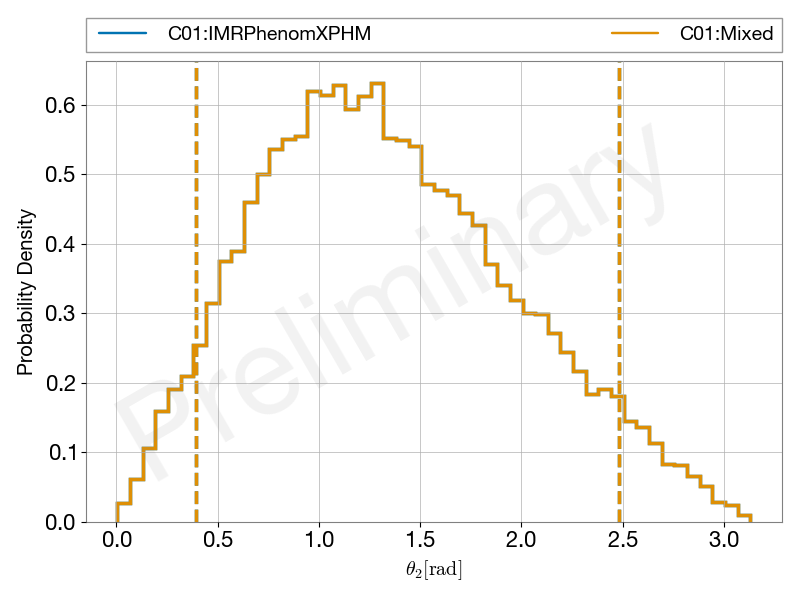 C01:IMRPhenomXPHM C01:Mixed
Probability Density
0.6
0.5
0.4
0.3
0.2
0.1
0.0
Preliminary
0.0 0.5 1.0 1.5 2.0 2.5 3.0
θ₂[rad]